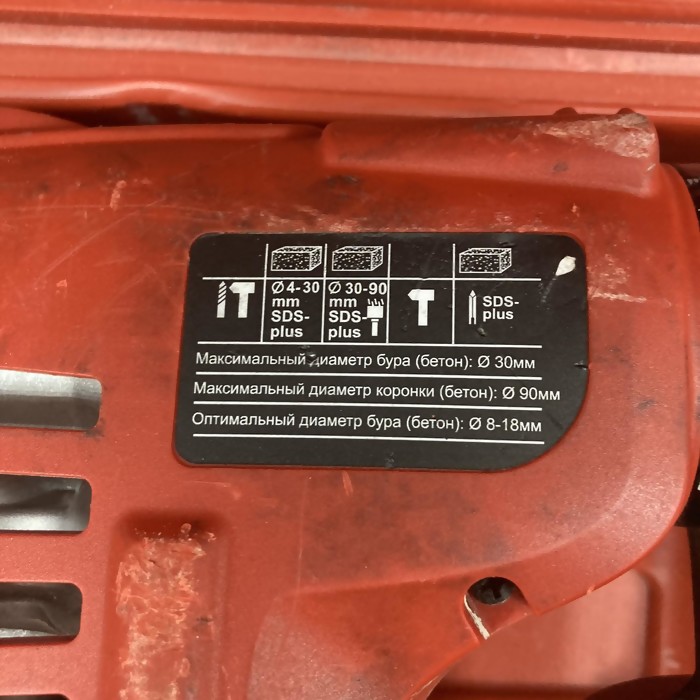 Ø 4-30 mm SDS-plus
Ø 30-90 mm SDS-plus
SDS-plus
Максимальный диаметр бура (бетон): Ø 30мм
Максимальный диаметр коронки (бетон): Ø 90мм
Оптимальный диаметр бура (бетон): Ø 8-18мм